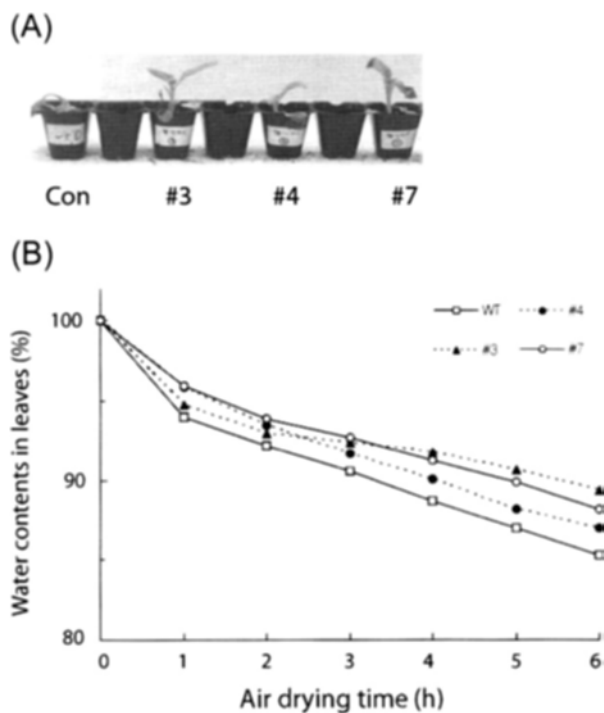 (A)
Con #3 #4 #7
(B)
Water contents in leaves (%)
100
90
80
WT #4
#3 #7
0 1 2 3 4 5 6
Air drying time (h)